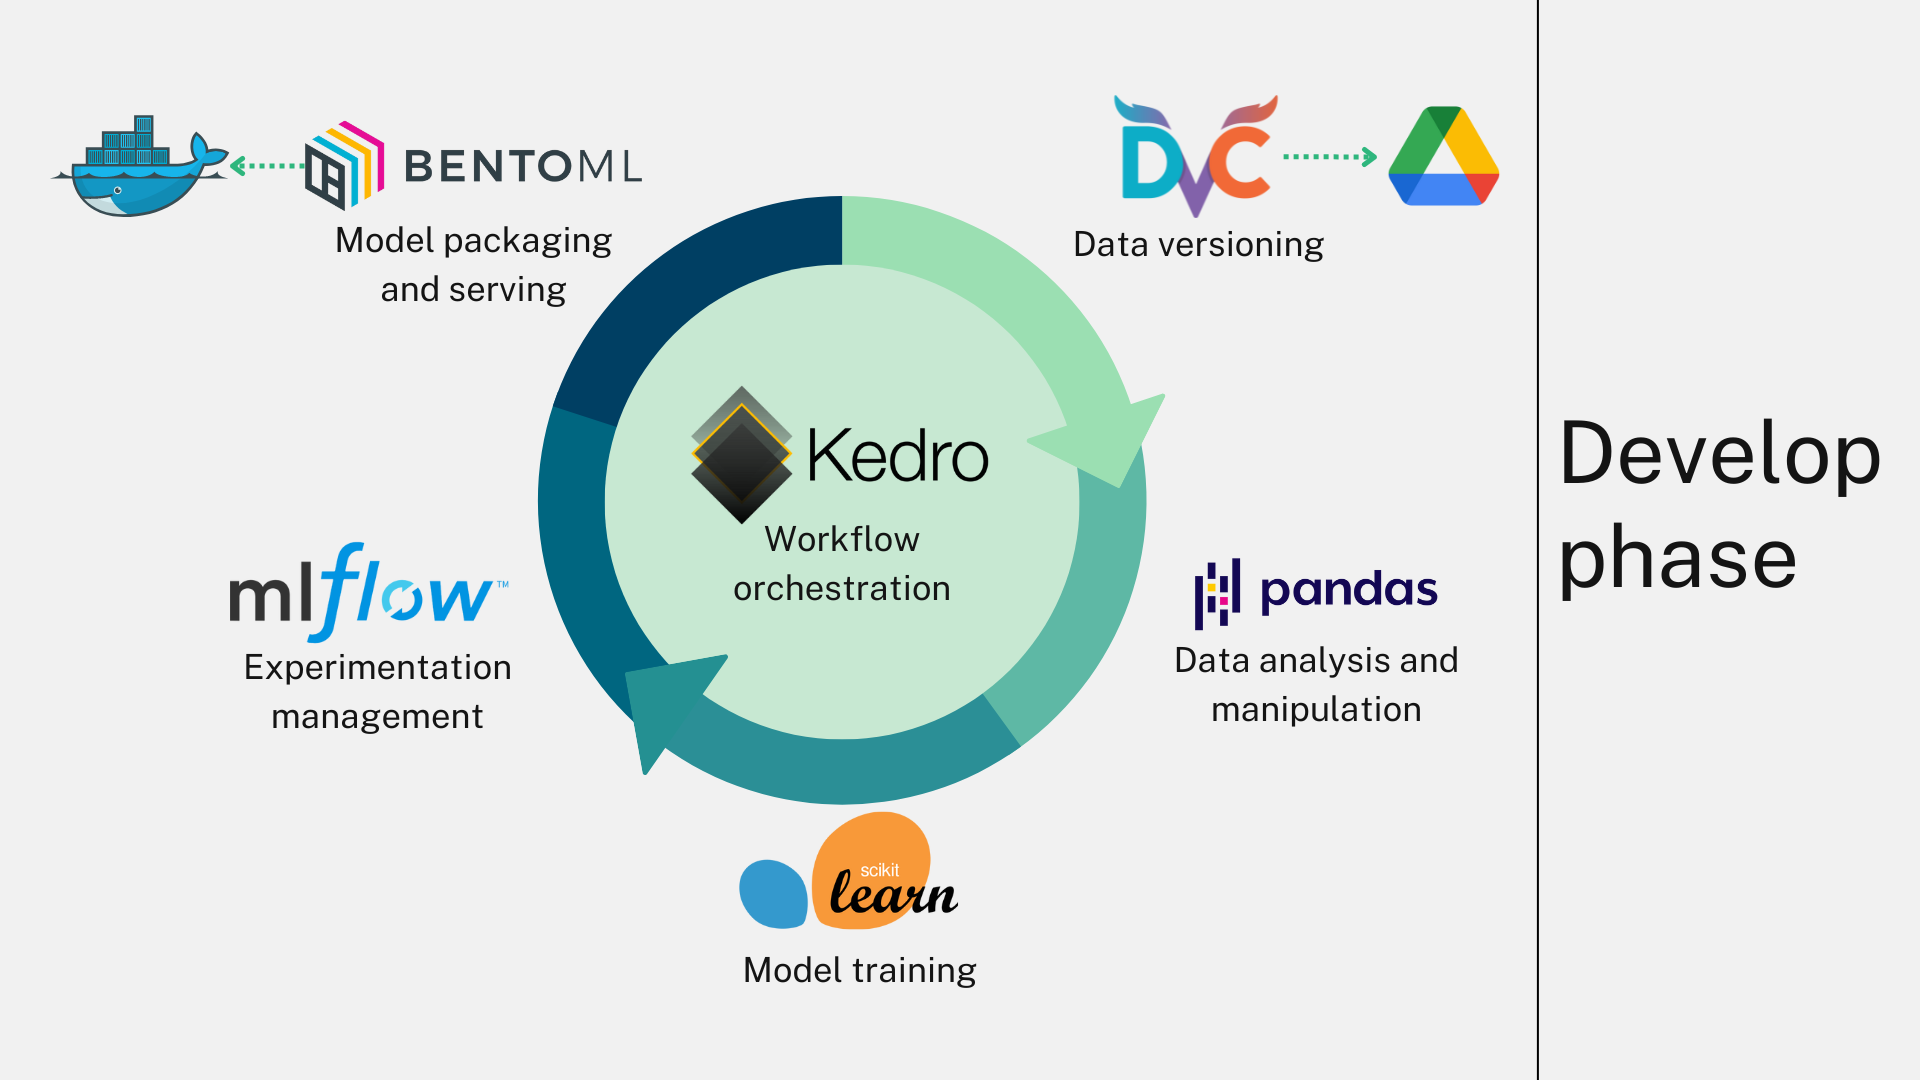 BENTOML
Model packaging
and serving
DVC
Data versioning
Kedro
Workflow
orchestration
Develop
phase
mlflow™
Experimentation
management
pandas
Data analysis and
manipulation
scikit
learn
Model training